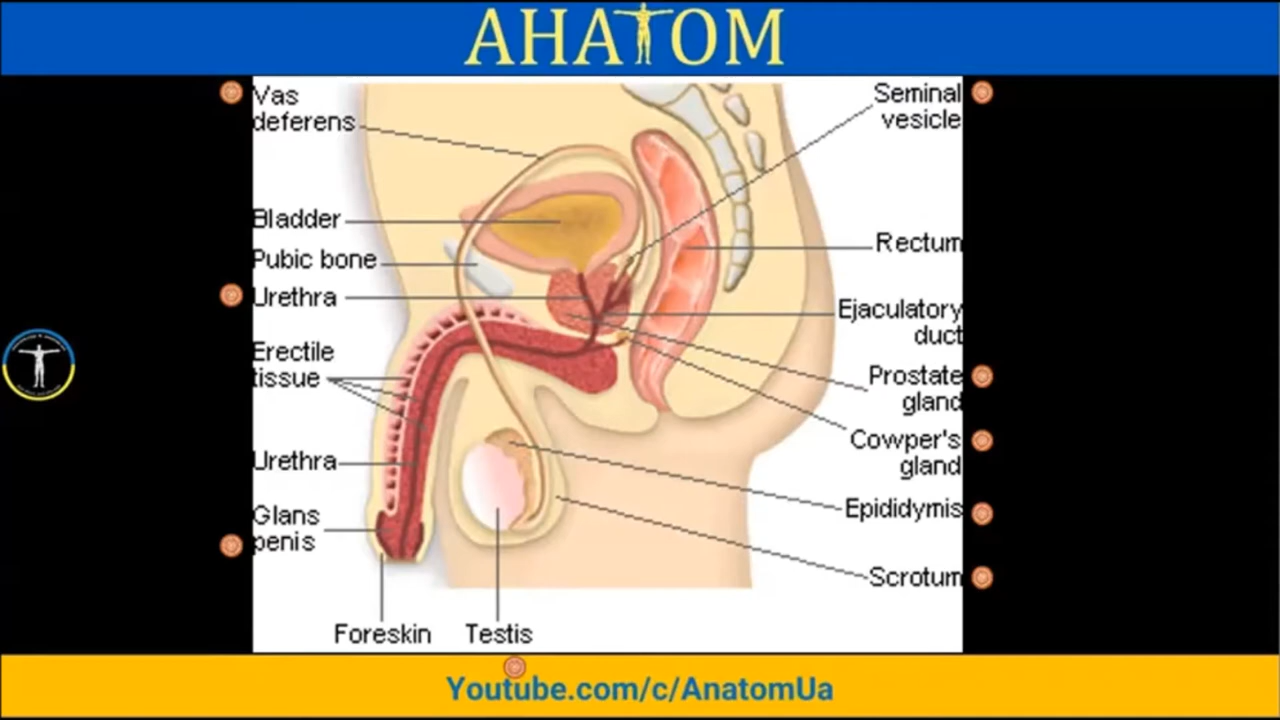 AHATOM
Vas
deferens
Bladder
Pubic bone
Urethra
Erectile
tissue
Urethra
Glans
penis
Foreskin
Testis
Seminal
vesicle
Rectum
Ejaculatory
duct
Prostate
gland
Cowper's
gland
Epididymis
Scrotum
Youtube.com/c/AnatomUa